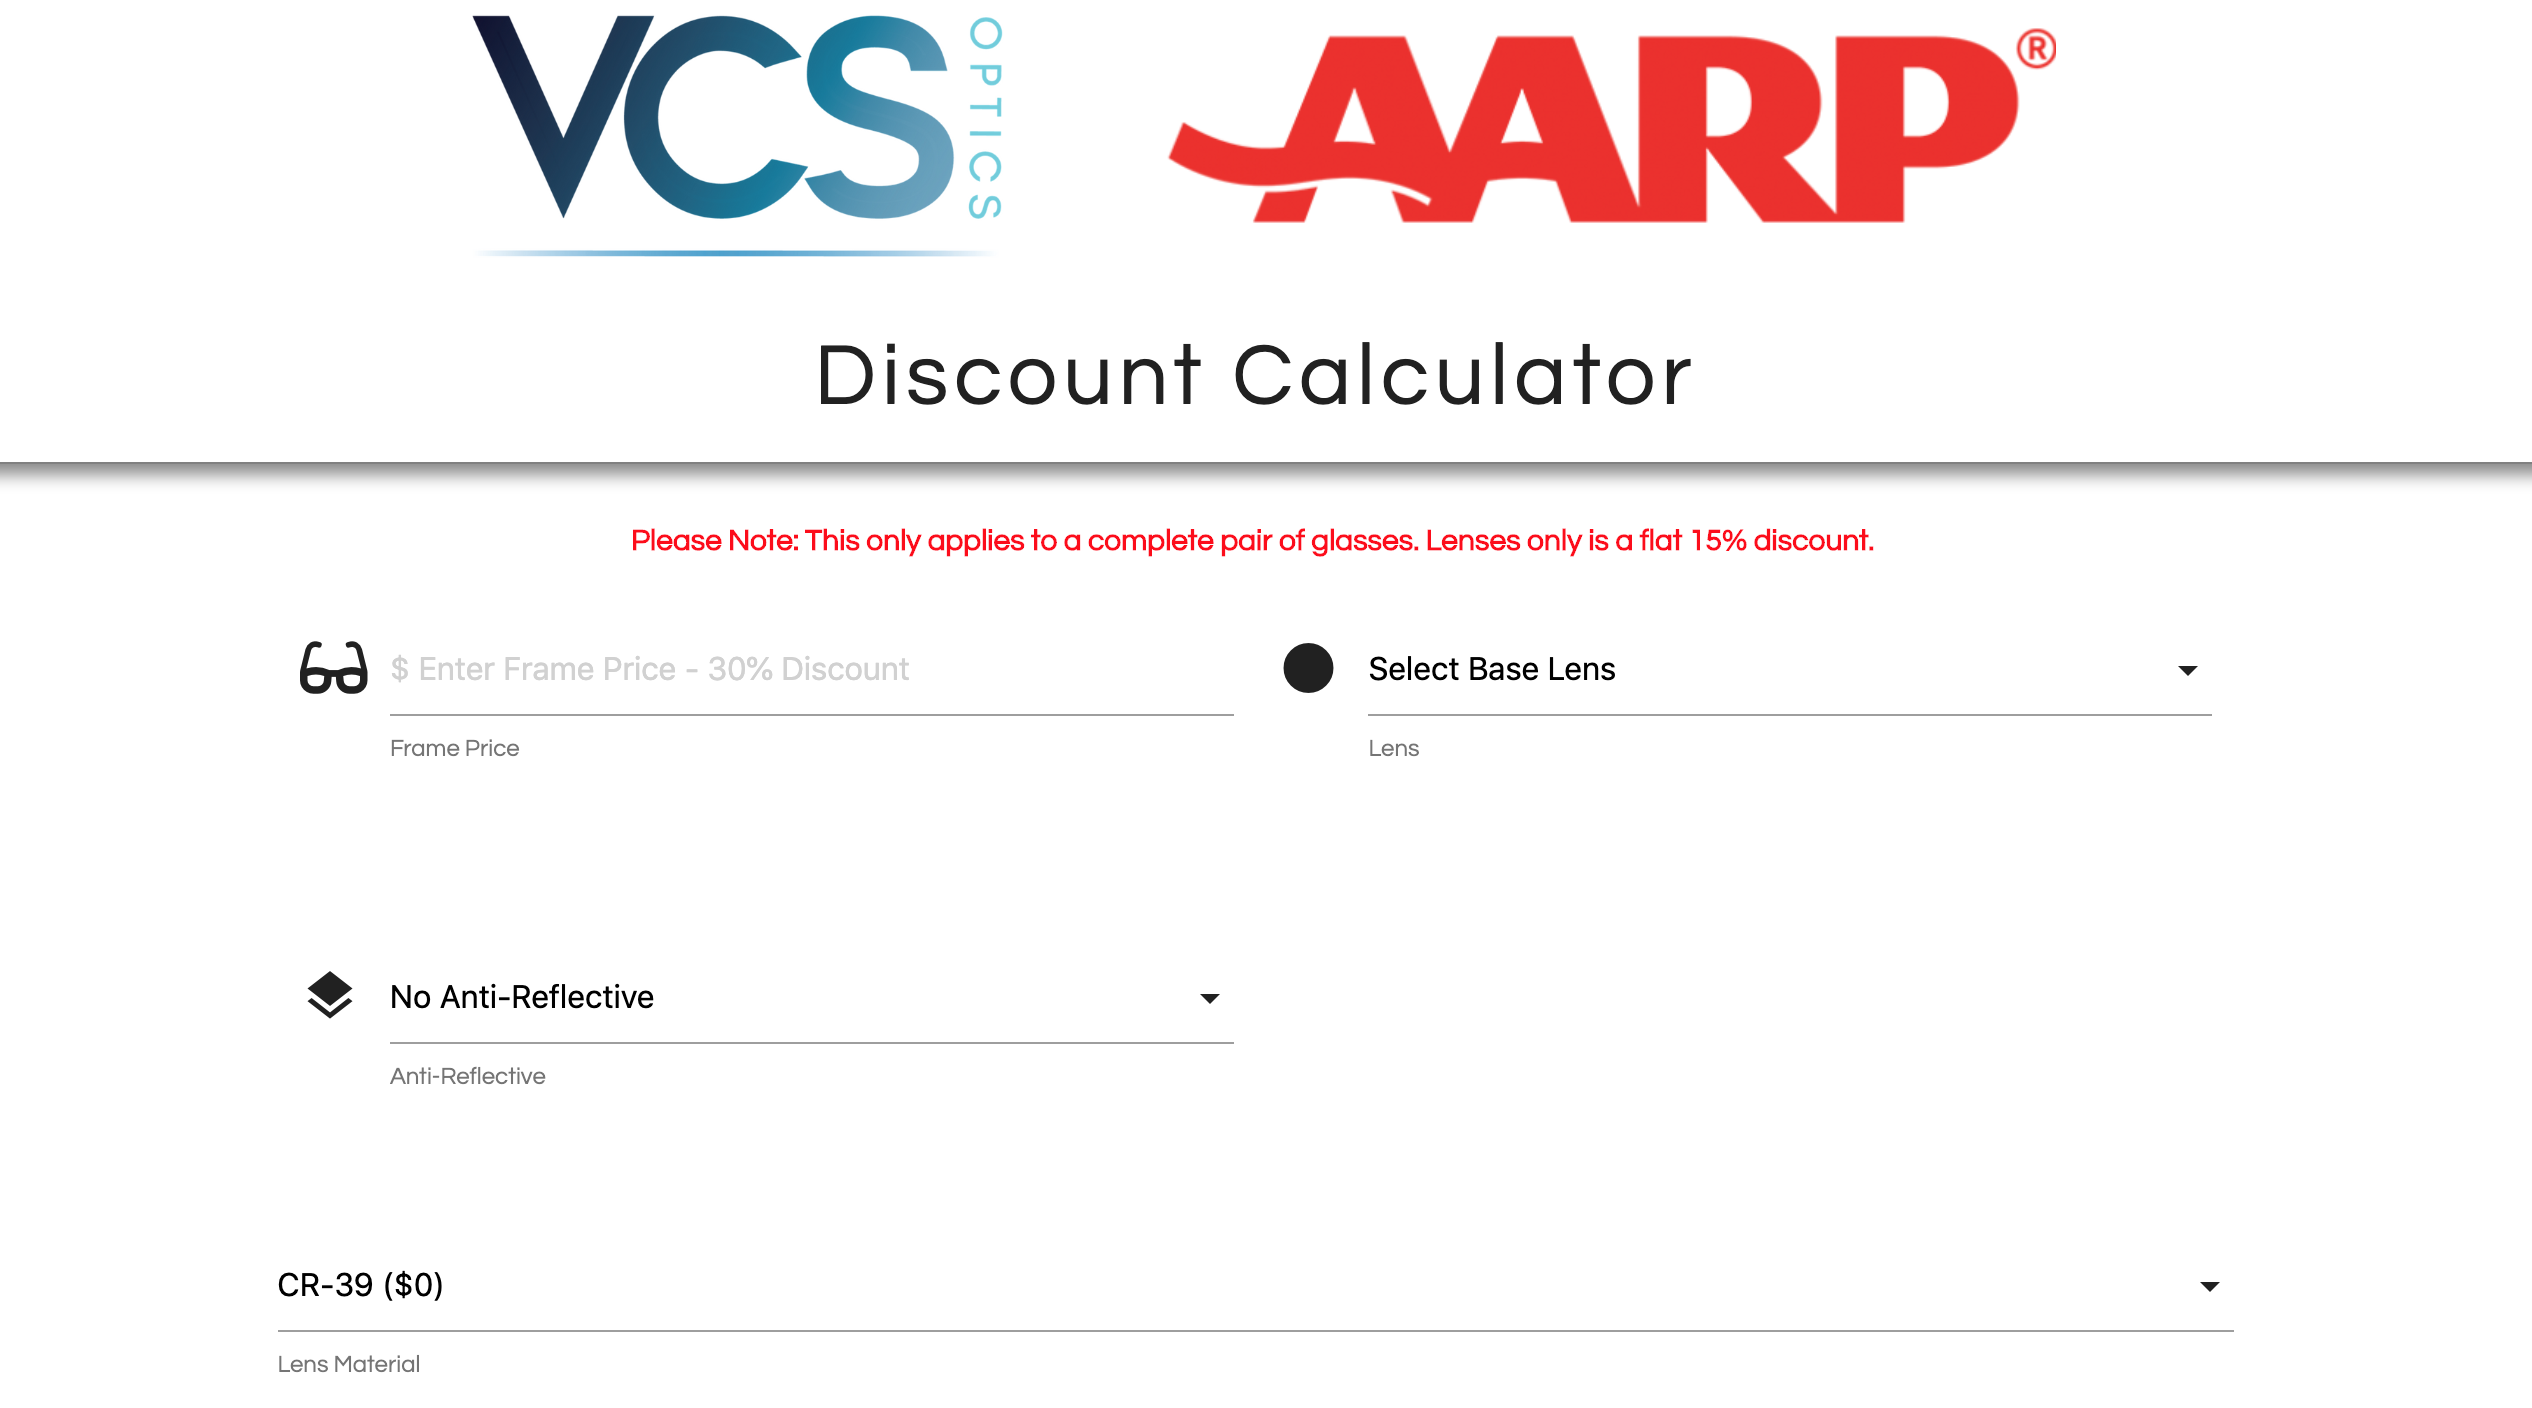 VCS OPTICS
AARP®
Discount Calculator
Please Note: This only applies to a complete pair of glasses. Lenses only is a flat 15% discount.
$ Enter Frame Price - 30% Discount
Select Base Lens
Frame Price
Lens
No Anti-Reflective
Anti-Reflective
CR-39 ($0)
Lens Material